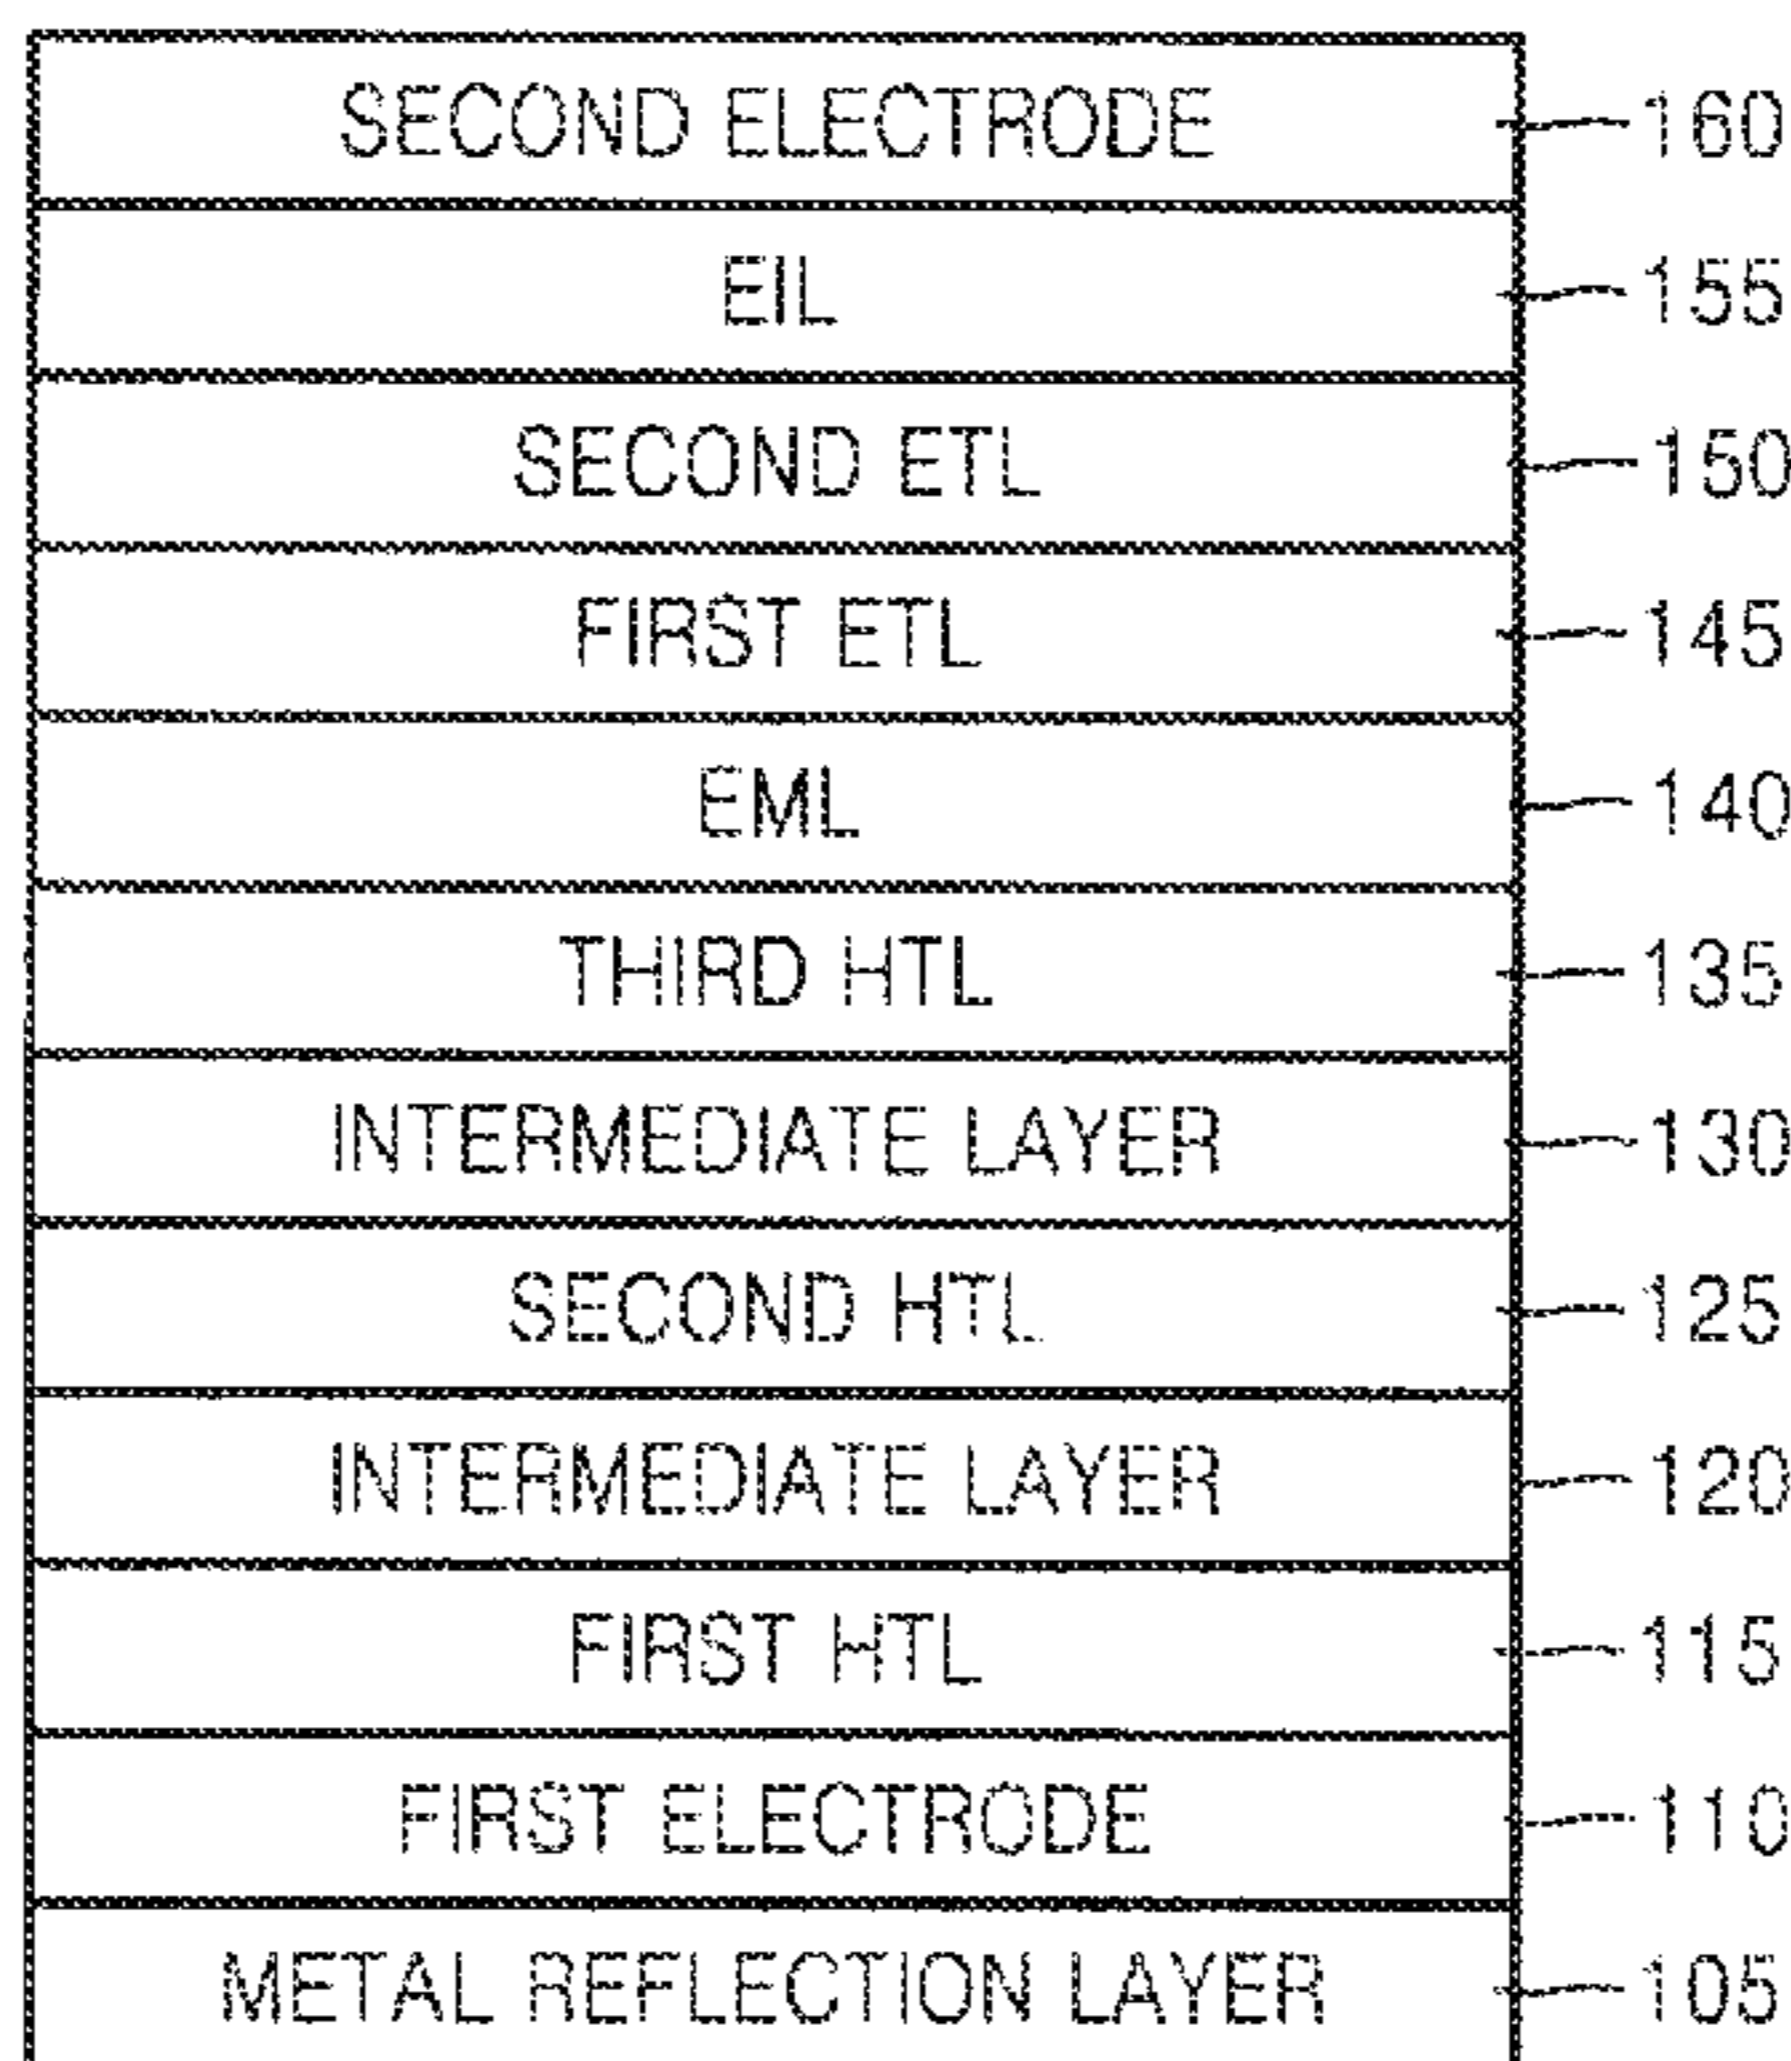 SECOND ELECTRODE 160
EIL 155
SECOND ETL 150
FIRST ETL 145
EML 140
THIRD HTL 135
INTERMEDIATE LAYER 130
SECOND HTL 125
INTERMEDIATE LAYER 120
FIRST HTL 115
FIRST ELECTRODE 110
METAL REFLECTION LAYER 105